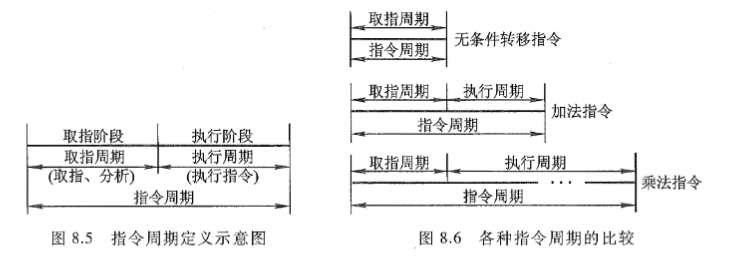 取指阶段 执行阶段
取指周期 执行周期
(取指、分析) (执行指令)
指令周期
图 8.5 指令周期定义示意图
取指周期
无条件转移指令
指令周期
取指周期 执行周期
加法指令
指令周期
取指周期 执行周期
···
乘法指令
指令周期
图 8.6 各种指令周期的比较